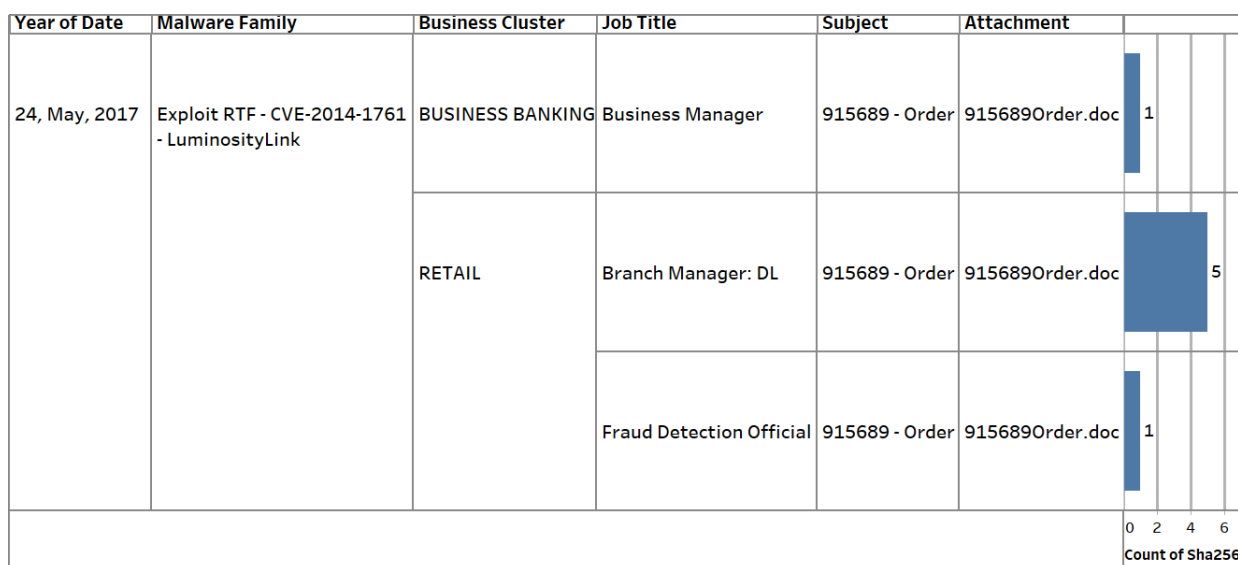 Year of Date Malware Family Business Cluster Job Title Subject Attachment
24, May, 2017 Exploit RTF - CVE-2014-1761 BUSINESS BANKING Business Manager 915689 - Order 915689Order.doc 1
- LuminosityLink
RETAIL Branch Manager: DL 915689 - Order 915689Order.doc 5
Fraud Detection Official 915689 - Order 915689Order.doc 1
0 2 4 6
Count of Sha256